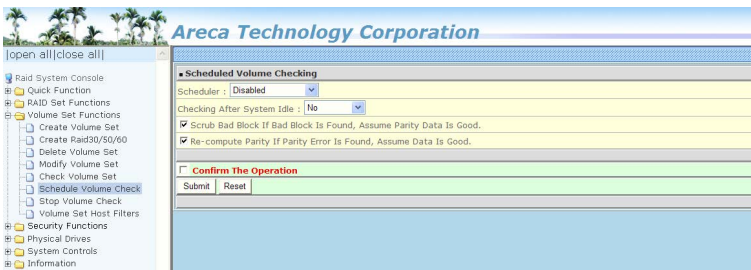 Areca Technology Corporation
|open all|close all|
Raid System Console
Quick Function
RAID Set Functions
Volume Set Functions
Create Volume Set
Create Raid30/50/60
Delete Volume Set
Modify Volume Set
Check Volume Set
Schedule Volume Check
Stop Volume Check
Volume Set Host Filters
Security Functions
Physical Drives
System Controls
Information
Scheduled Volume Checking
Scheduler : Disabled
Checking After System Idle : No
Scrub Bad Block If Bad Block Is Found, Assume Parity Data Is Good.
Re-compute Parity If Parity Error Is Found, Assume Data Is Good.
Confirm The Operation
Submit Reset